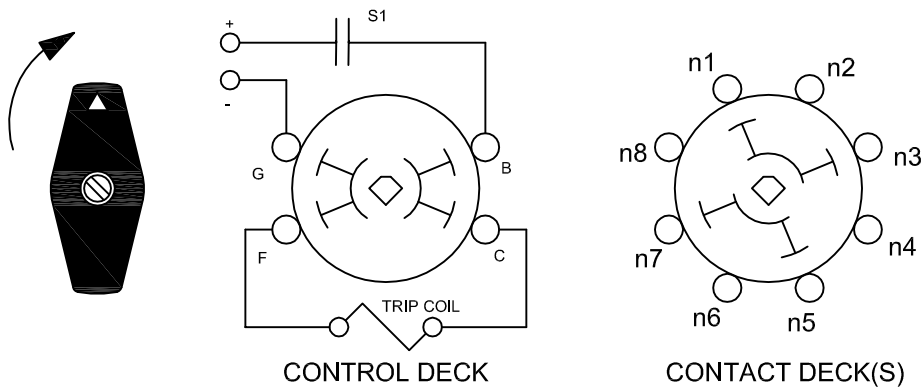 S1
+
-
G
B
F
C
TRIP COIL
CONTROL DECK
n1
n2
n3
n4
n5
n6
n7
n8
CONTACT DECK(S)